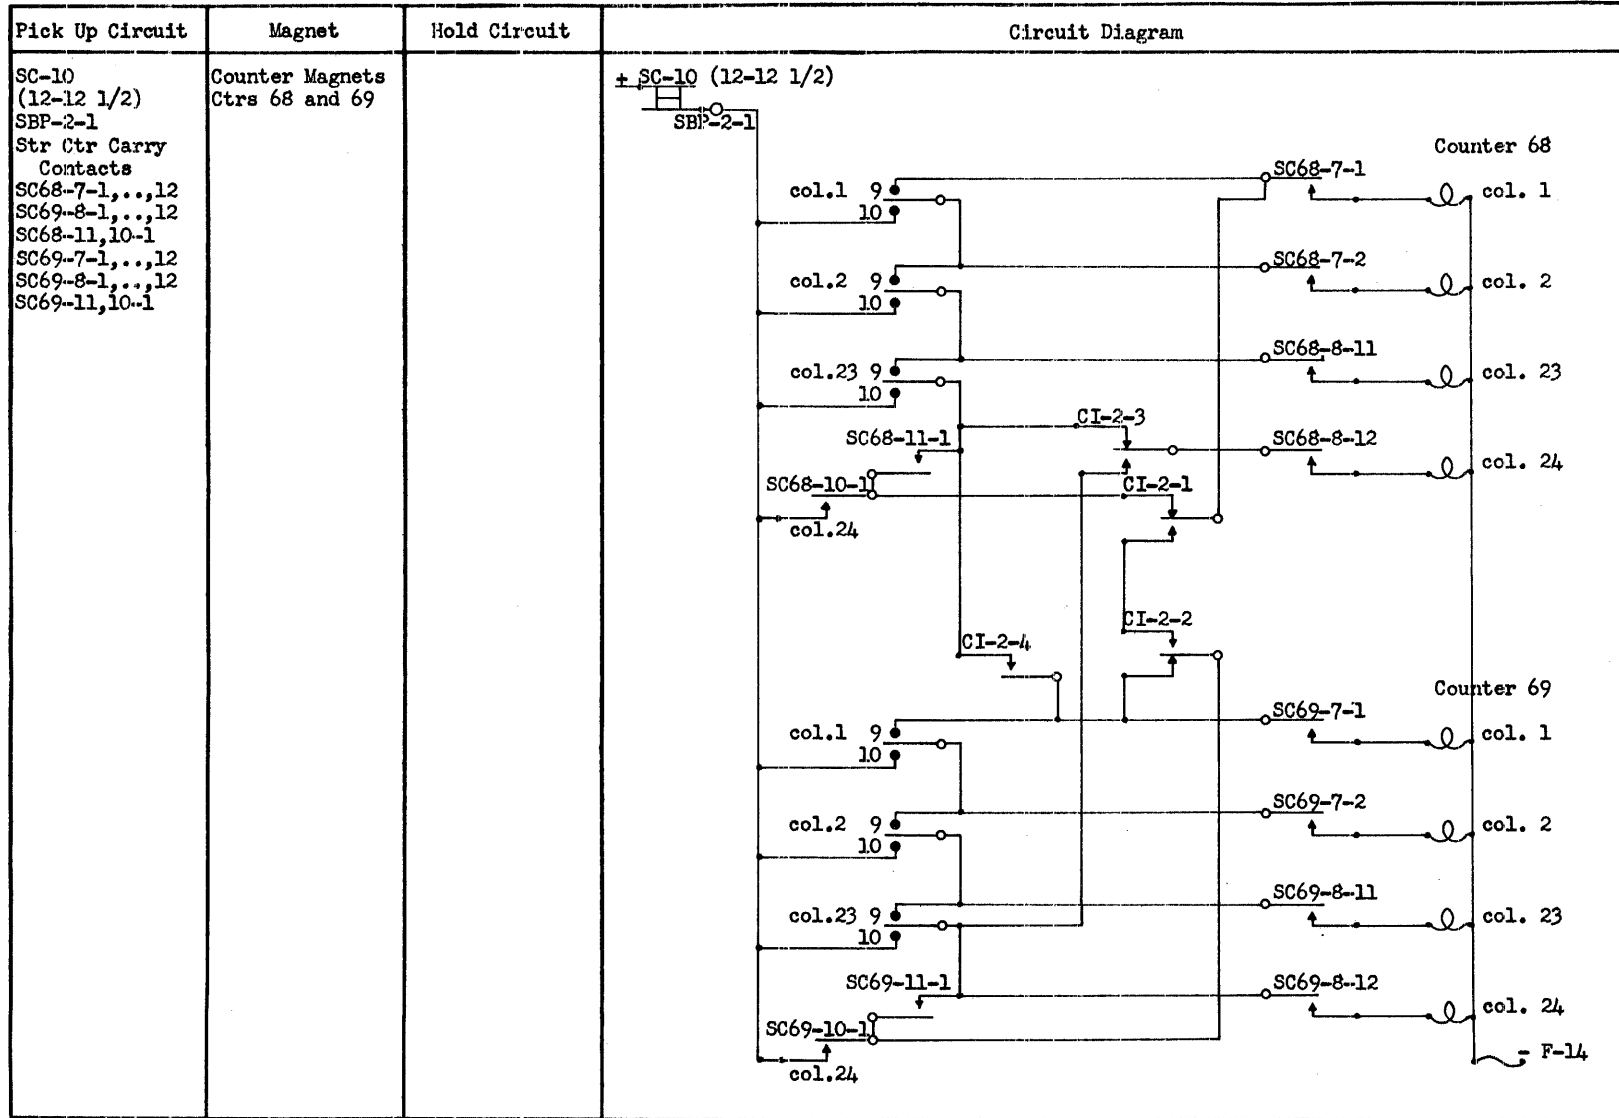 Pick Up Circuit
Magnet
Hold Circuit
Circuit Diagram
SC-10
(12-12 1/2)
SBP-2-1
Str Ctr Carry
Contacts
SC68-7-1,..,12
SC69-8-1,..,12
SC68-11,10-1
SC69-7-1,..,12
SC69-8-1,..,12
SC69-11,10-1
Counter Magnets
Ctrs 68 and 69
+ SC-10 (12-12 1/2)
SBP-2-1
Counter 68
col.1 9
10
SC68-7-1
col. 1
col.2 9
10
SC68-7-2
col. 2
col.23 9
10
SC68-8-11
col. 23
CI-2-3
SC68-11-1
SC68-8-12
col. 24
SC68-10-1
CI-2-1
col.24
CI-2-2
CI-2-4
Counter 69
col.1 9
10
SC69-7-1
col. 1
col.2 9
10
SC69-7-2
col. 2
col.23 9
10
SC69-8-11
col. 23
SC69-11-1
SC69-8-12
col. 24
SC69-10-1
col.24
- F-14